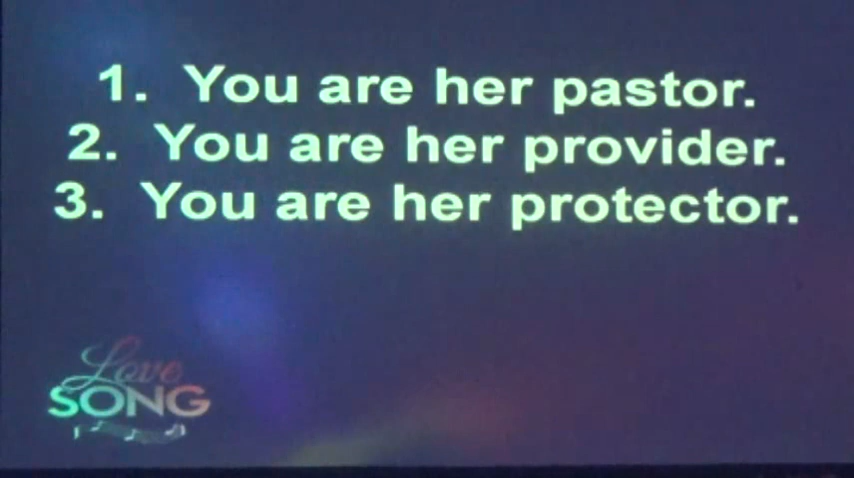 1. You are her pastor.
2. You are her provider.
3. You are her protector.
Love
SONG